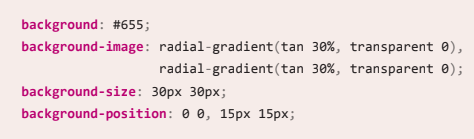 background: #655;
background-image: radial-gradient(tan 30%, transparent 0),
radial-gradient(tan 30%, transparent 0);
background-size: 30px 30px;
background-position: 0 0, 15px 15px;